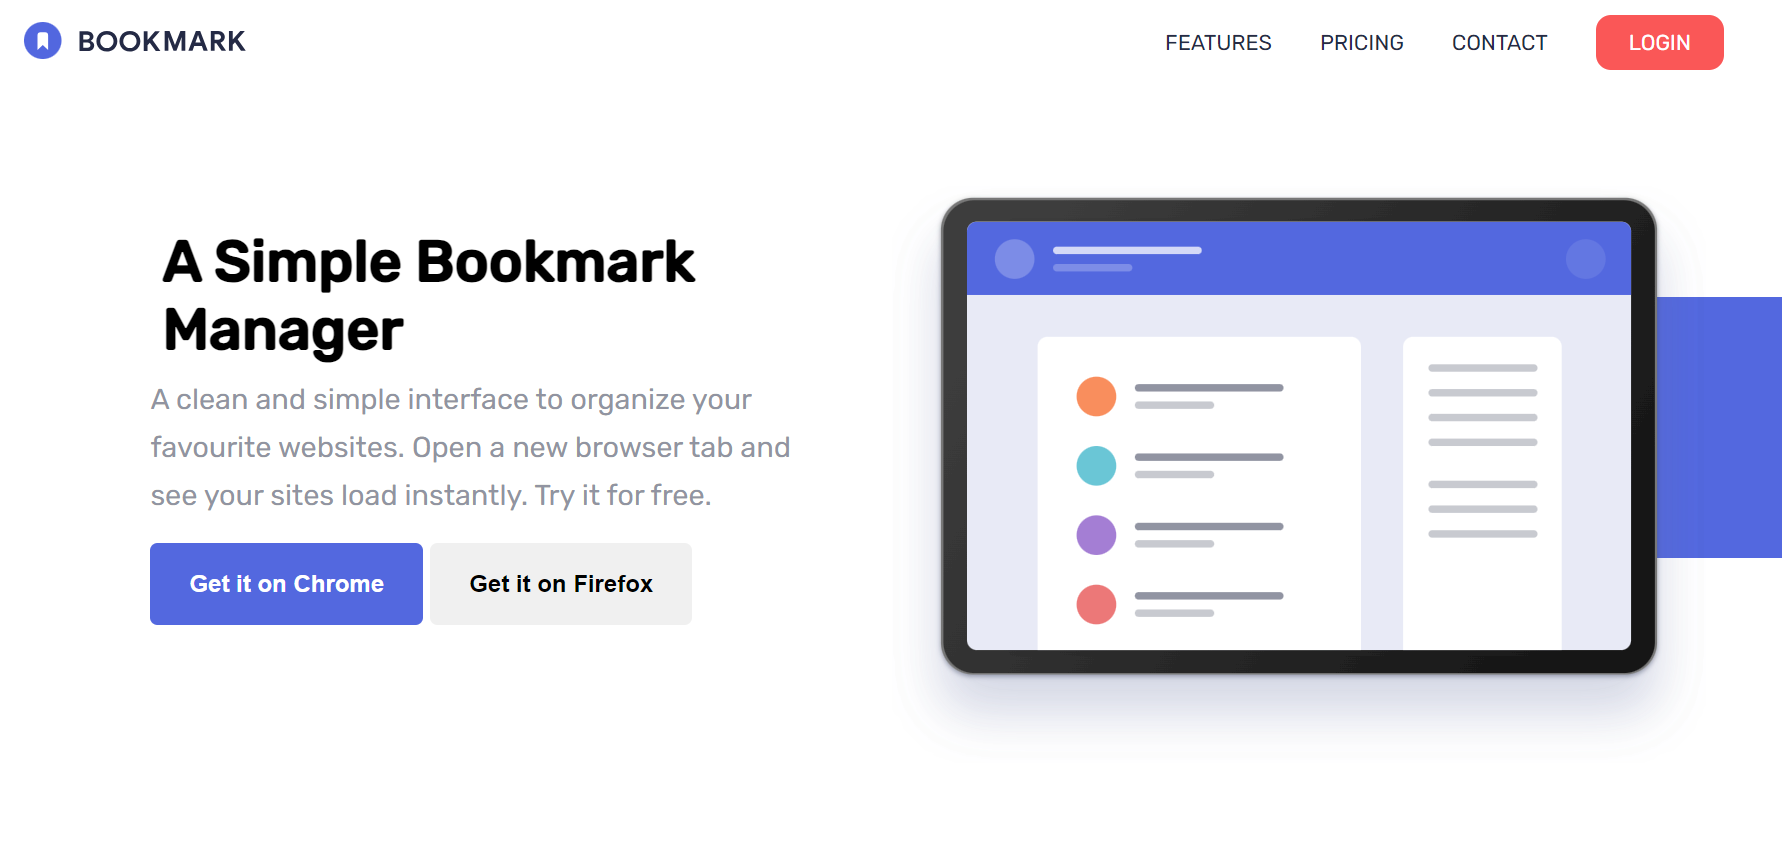 BOOKMARK
FEATURES PRICING CONTACT LOGIN
A Simple Bookmark
Manager
A clean and simple interface to organize your
favourite websites. Open a new browser tab and
see your sites load instantly. Try it for free.
Get it on Chrome Get it on Firefox